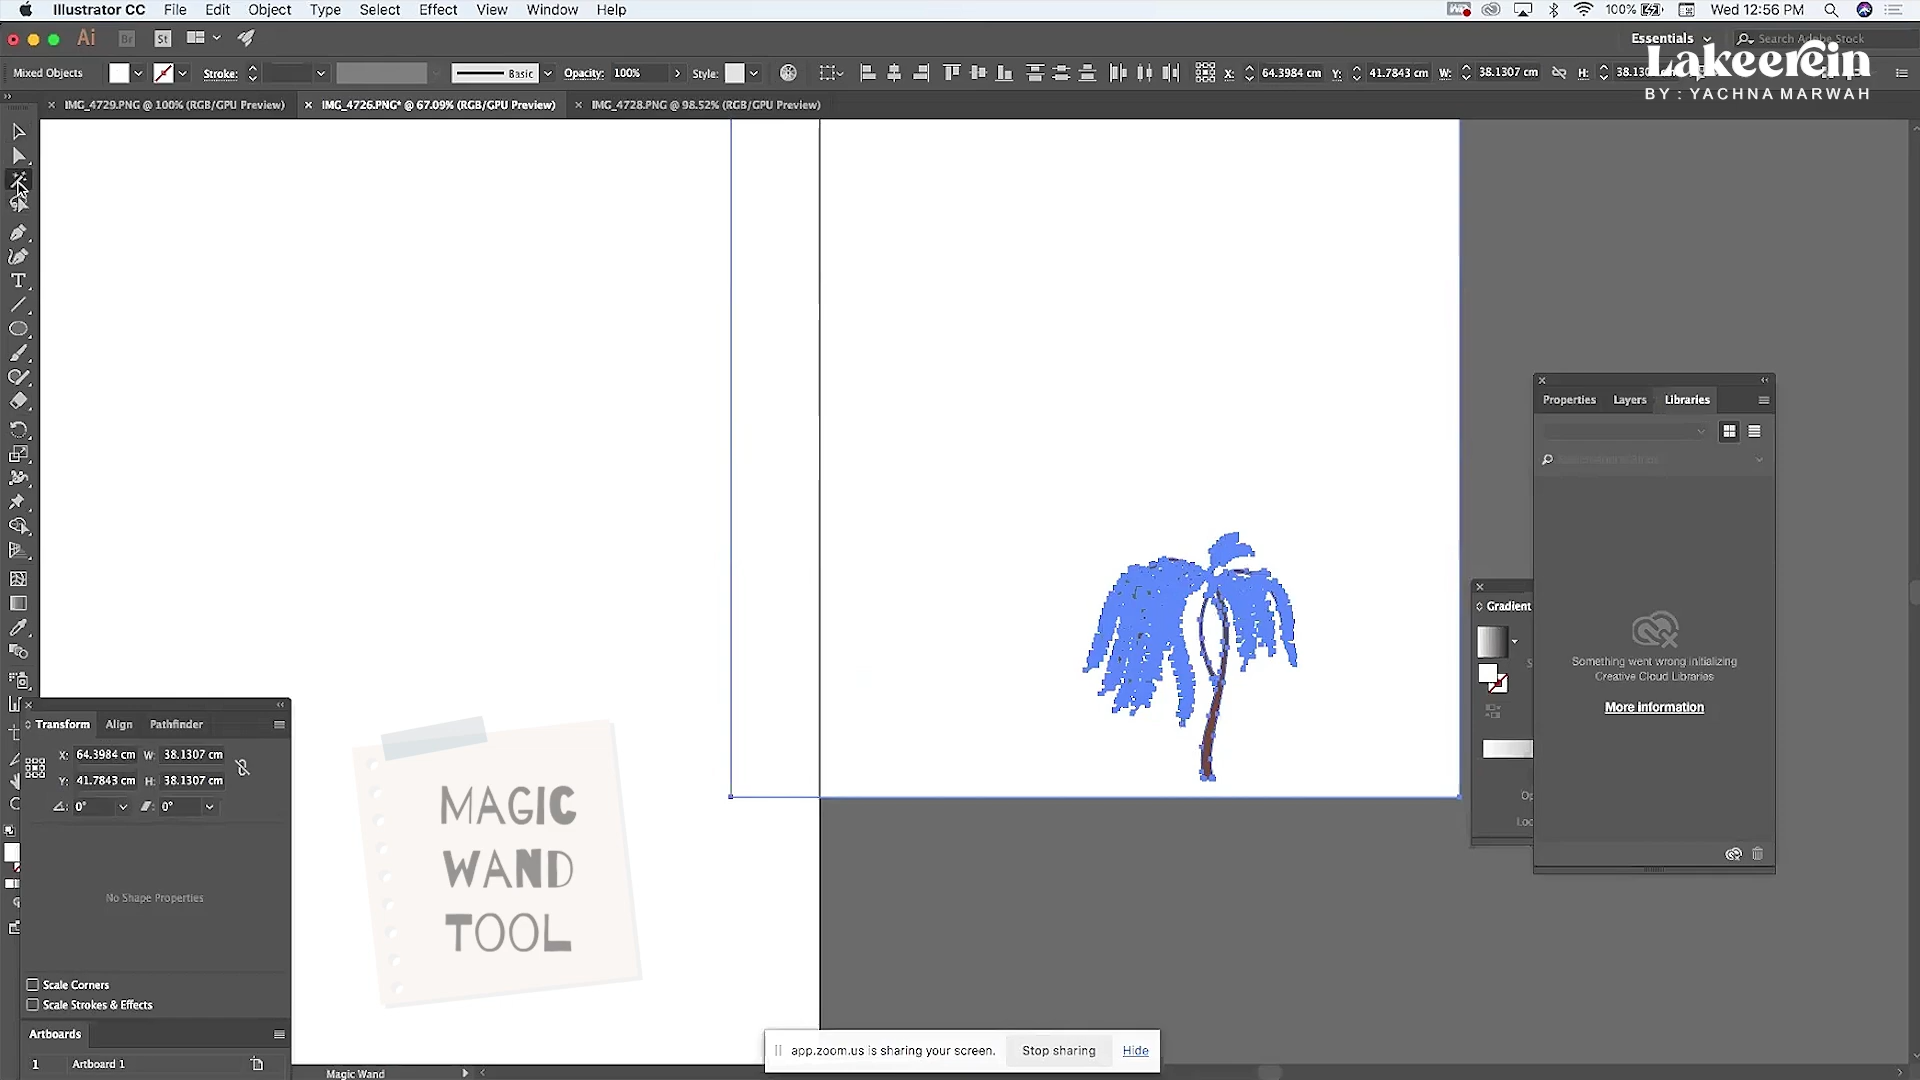 Illustrator CC File Edit Object Type Select Effect View Window Help
100% Wed 12:56 PM
Ai Br St
Essentials Search Adobe Stock
Lakeerein
BY : YACHNA MARWAH
Mixed Objects Stroke: Basic Opacity: 100% Style: X: 64.3984 cm Y: 41.7843 cm W: 38.1307 cm H:
IMG_4729.PNG @ 100% (RGB/GPU Preview) IMG_4726.PNG* @ 67.09% (RGB/GPU Preview) IMG_4728.PNG @ 98.52% (RGB/GPU Preview)
Properties Layers Libraries
Gradient
Something went wrong initializing
Creative Cloud Libraries
More Information
Transform Align Pathfinder
X: 64.3984 cm W: 38.1307 cm
Y: 41.7843 cm H: 38.1307 cm
0° 0°
No Shape Properties
Scale Corners
Scale Strokes & Effects
Artboards
1 Artboard 1
MAGIC
WAND
TOOL
app.zoom.us is sharing your screen. Stop sharing Hide
Magic Wand